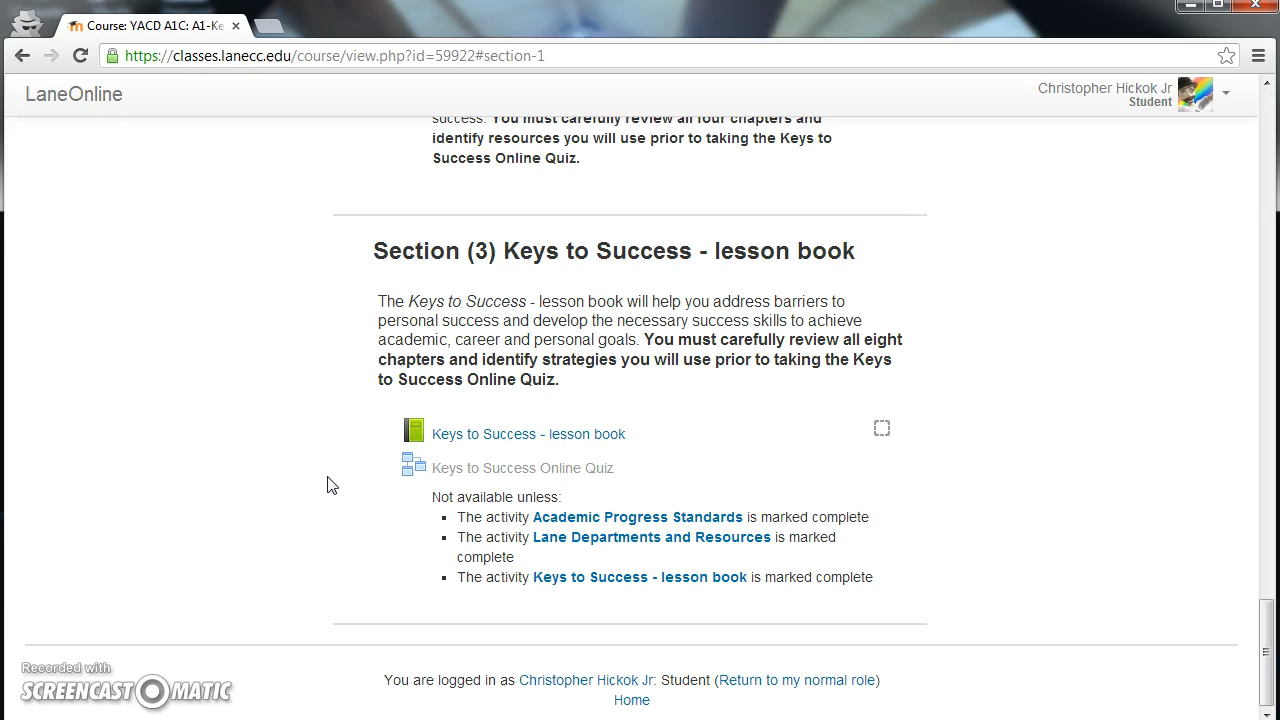 Course: YACD A1C: A1-Ke
https://classes.lanecc.edu/course/view.php?id=59922#section-1
LaneOnline
Christopher Hickok Jr
Student
success. You must carefully review all four chapters and
identify resources you will use prior to taking the Keys to
Success Online Quiz.
Section (3) Keys to Success - lesson book
The Keys to Success - lesson book will help you address barriers to
personal success and develop the necessary success skills to achieve
academic, career and personal goals. You must carefully review all eight
chapters and identify strategies you will use prior to taking the Keys
to Success Online Quiz.
Keys to Success - lesson book
Keys to Success Online Quiz
Not available unless:
The activity Academic Progress Standards is marked complete
The activity Lane Departments and Resources is marked
complete
The activity Keys to Success - lesson book is marked complete
Recorded with
SCREENCAST MATIC
You are logged in as Christopher Hickok Jr: Student (Return to my normal role)
Home